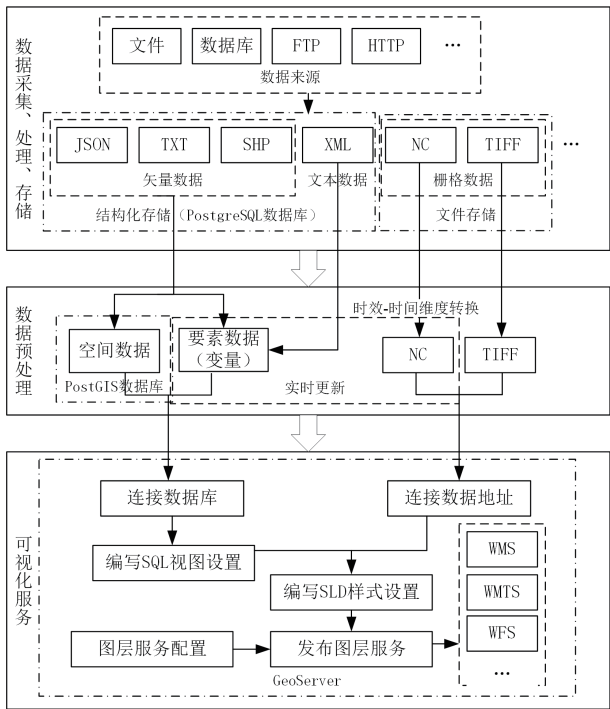 数据采集、处理、存储
文件
数据库
FTP
HTTP
...
数据来源
JSON
TXT
SHP
XML
NC
TIFF
...
矢量数据
文本数据
栅格数据
结构化存储（PostgreSQL数据库）
文件存储
数据预处理
时效-时间维度转换
空间数据
要素数据
（变量）
NC
TIFF
PostGIS数据库
实时更新
可视化服务
连接数据库
连接数据地址
编写SQL视图设置
WMS
编写SLD样式设置
WMTS
图层服务配置
发布图层服务
WFS
...
GeoServer